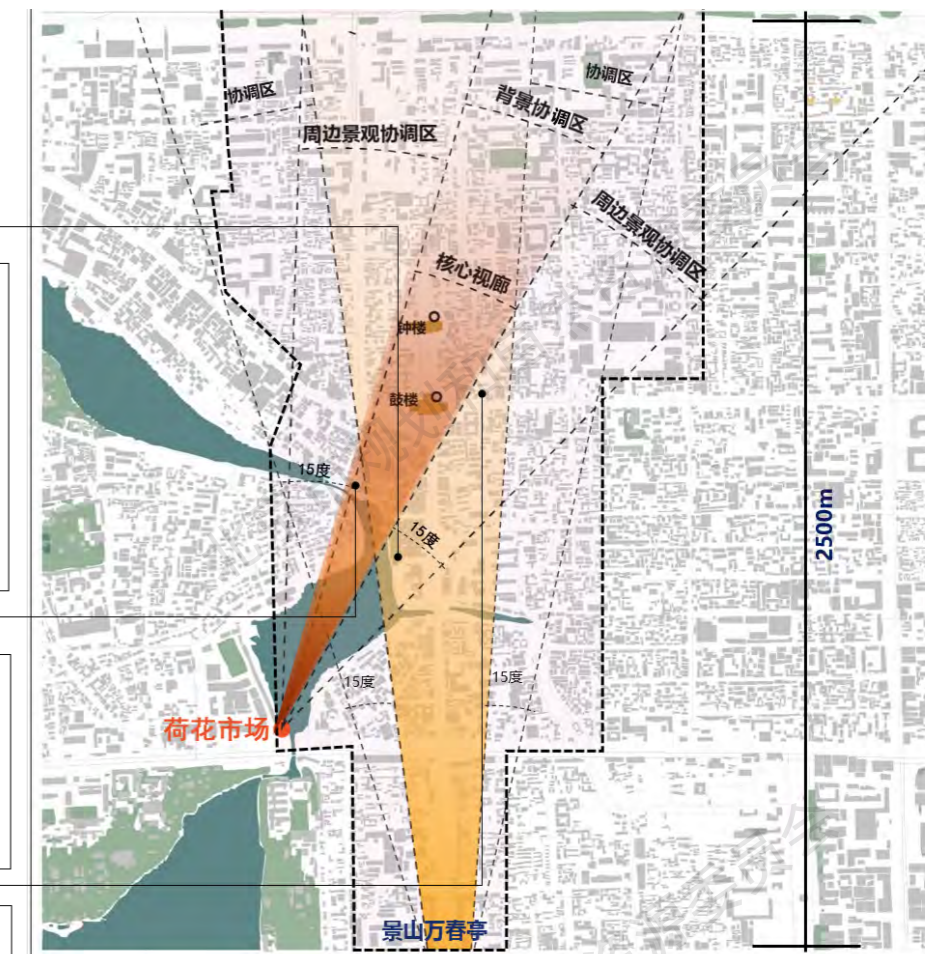 协调区
协调区
背景协调区
周边景观协调区
周边景观协调区
核心视廊
钟楼
鼓楼
15度
15度
2500m
15度
15度
荷花市场
景山万春亭